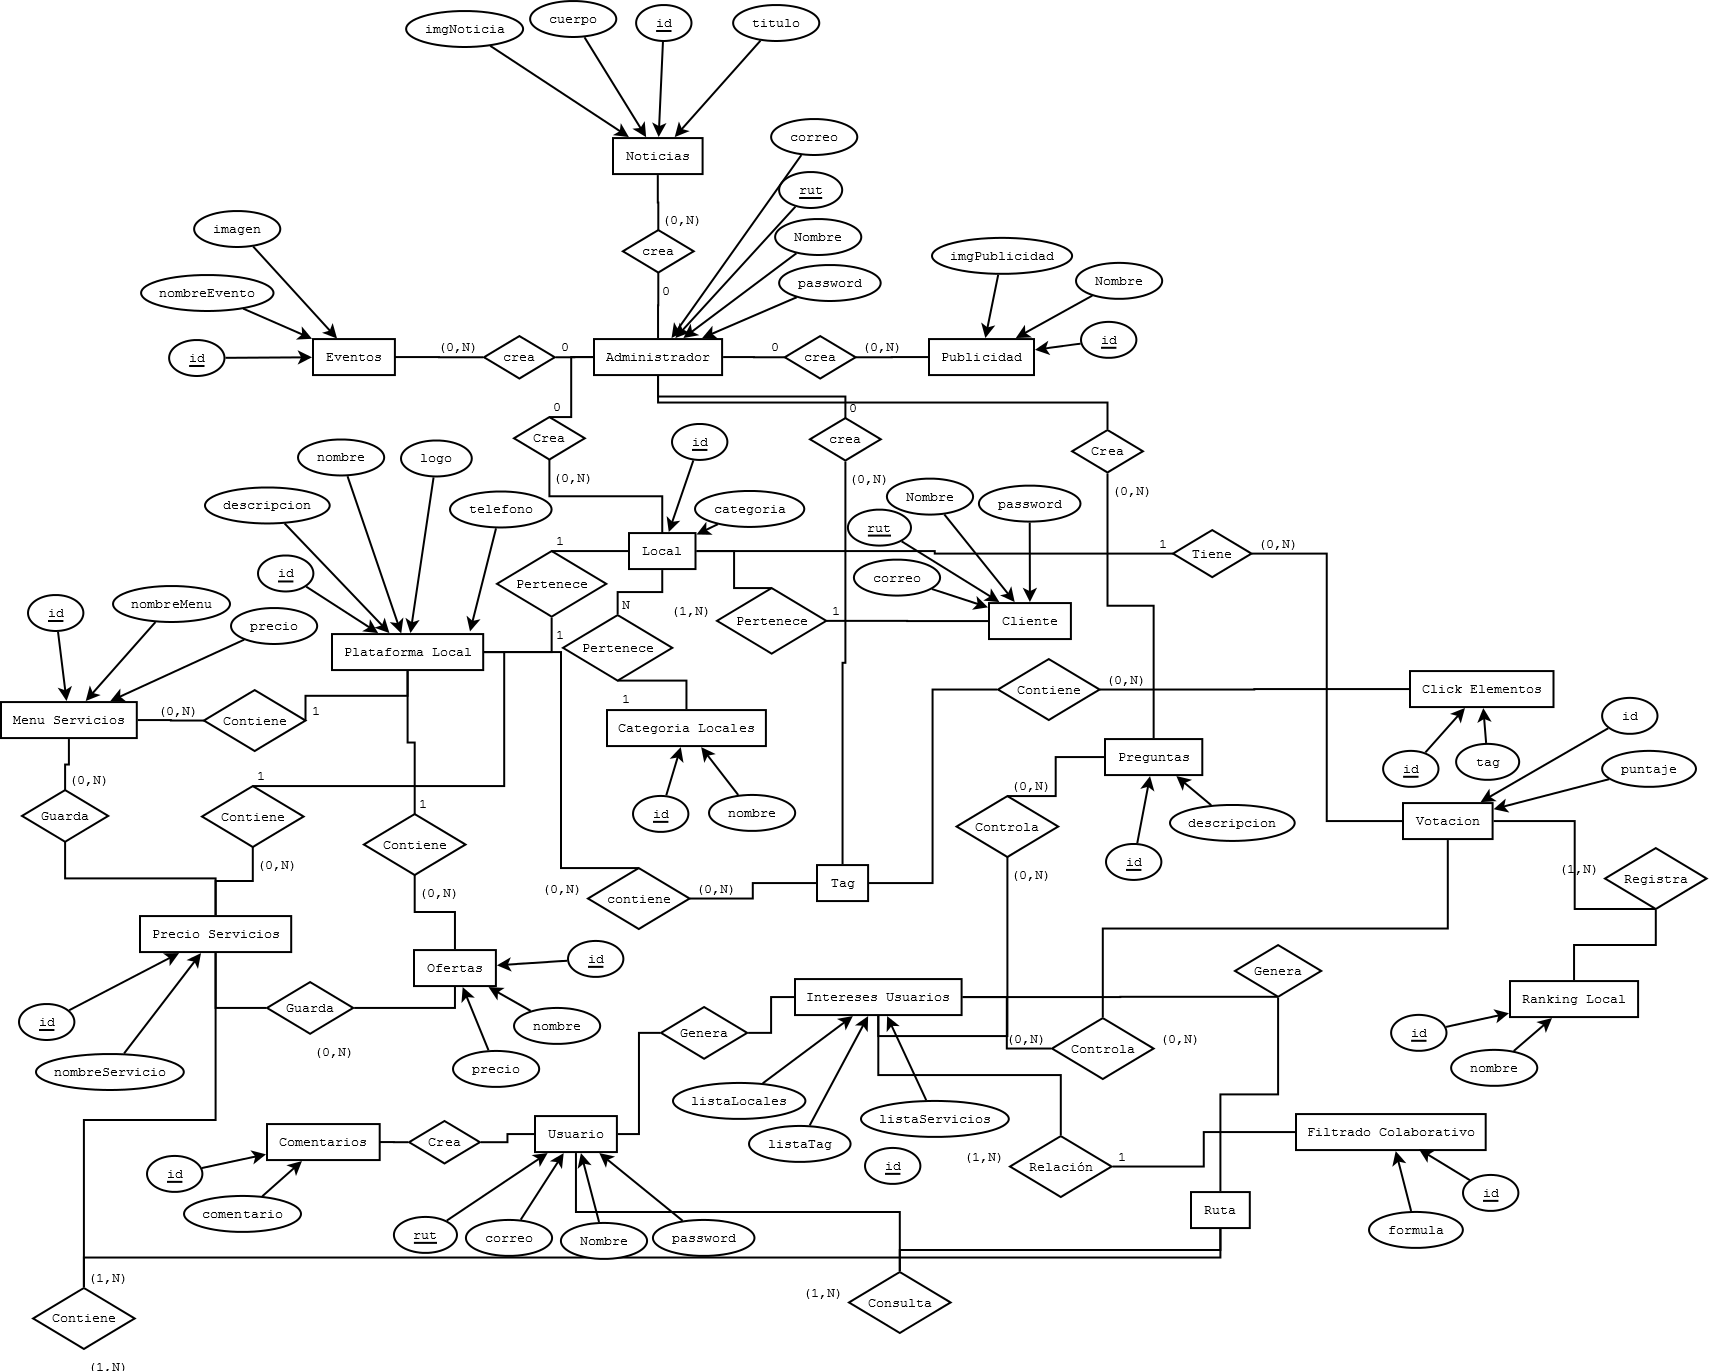 cuerpo
imgNoticia
id
titulo
correo
Noticias
rut
(0,N)
imagen
Nombre
crea
imgPublicidad
password
Nombre
nombreEvento
0
id
(0,N)
0
0
(0,N)
id
Eventos
crea
Administrador
crea
Publicidad
0
0
Crea
crea
id
Crea
nombre
logo
(0,N)
(0,N)
(0,N)
Nombre
descripcion
telefono
categoria
password
rut
1
Local
1
(0,N)
Tiene
id
Pertenece
correo
nombreMenu
id
N
(1,N)
1
Pertenece
Cliente
precio
1
Pertenece
Plataforma Local
(0,N)
Contiene
Click Elementos
1
(0,N)
1
Menu Servicios
Contiene
id
Categoria Locales
Preguntas
tag
id
puntaje
(0,N)
1
(0,N)
1
id
nombre
Guarda
Contiene
Controla
descripcion
Votacion
Contiene
(0,N)
id
(0,N)
(1,N)
Registra
Tag
(0,N)
(0,N)
(0,N)
contiene
Precio Servicios
id
Ofertas
Genera
Intereses Usuarios
Ranking Local
Guarda
id
nombre
Genera
id
(0,N)
(0,N)
Controla
(0,N)
nombreServicio
precio
nombre
listaLocales
listaServicios
Comentarios
Crea
Usuario
listaTag
Filtrado Colaborativo
(1,N)
1
Relación
id
id
comentario
id
Ruta
rut
correo
Nombre
password
formula
(1,N)
(1,N)
Consulta
Contiene
(1,N)